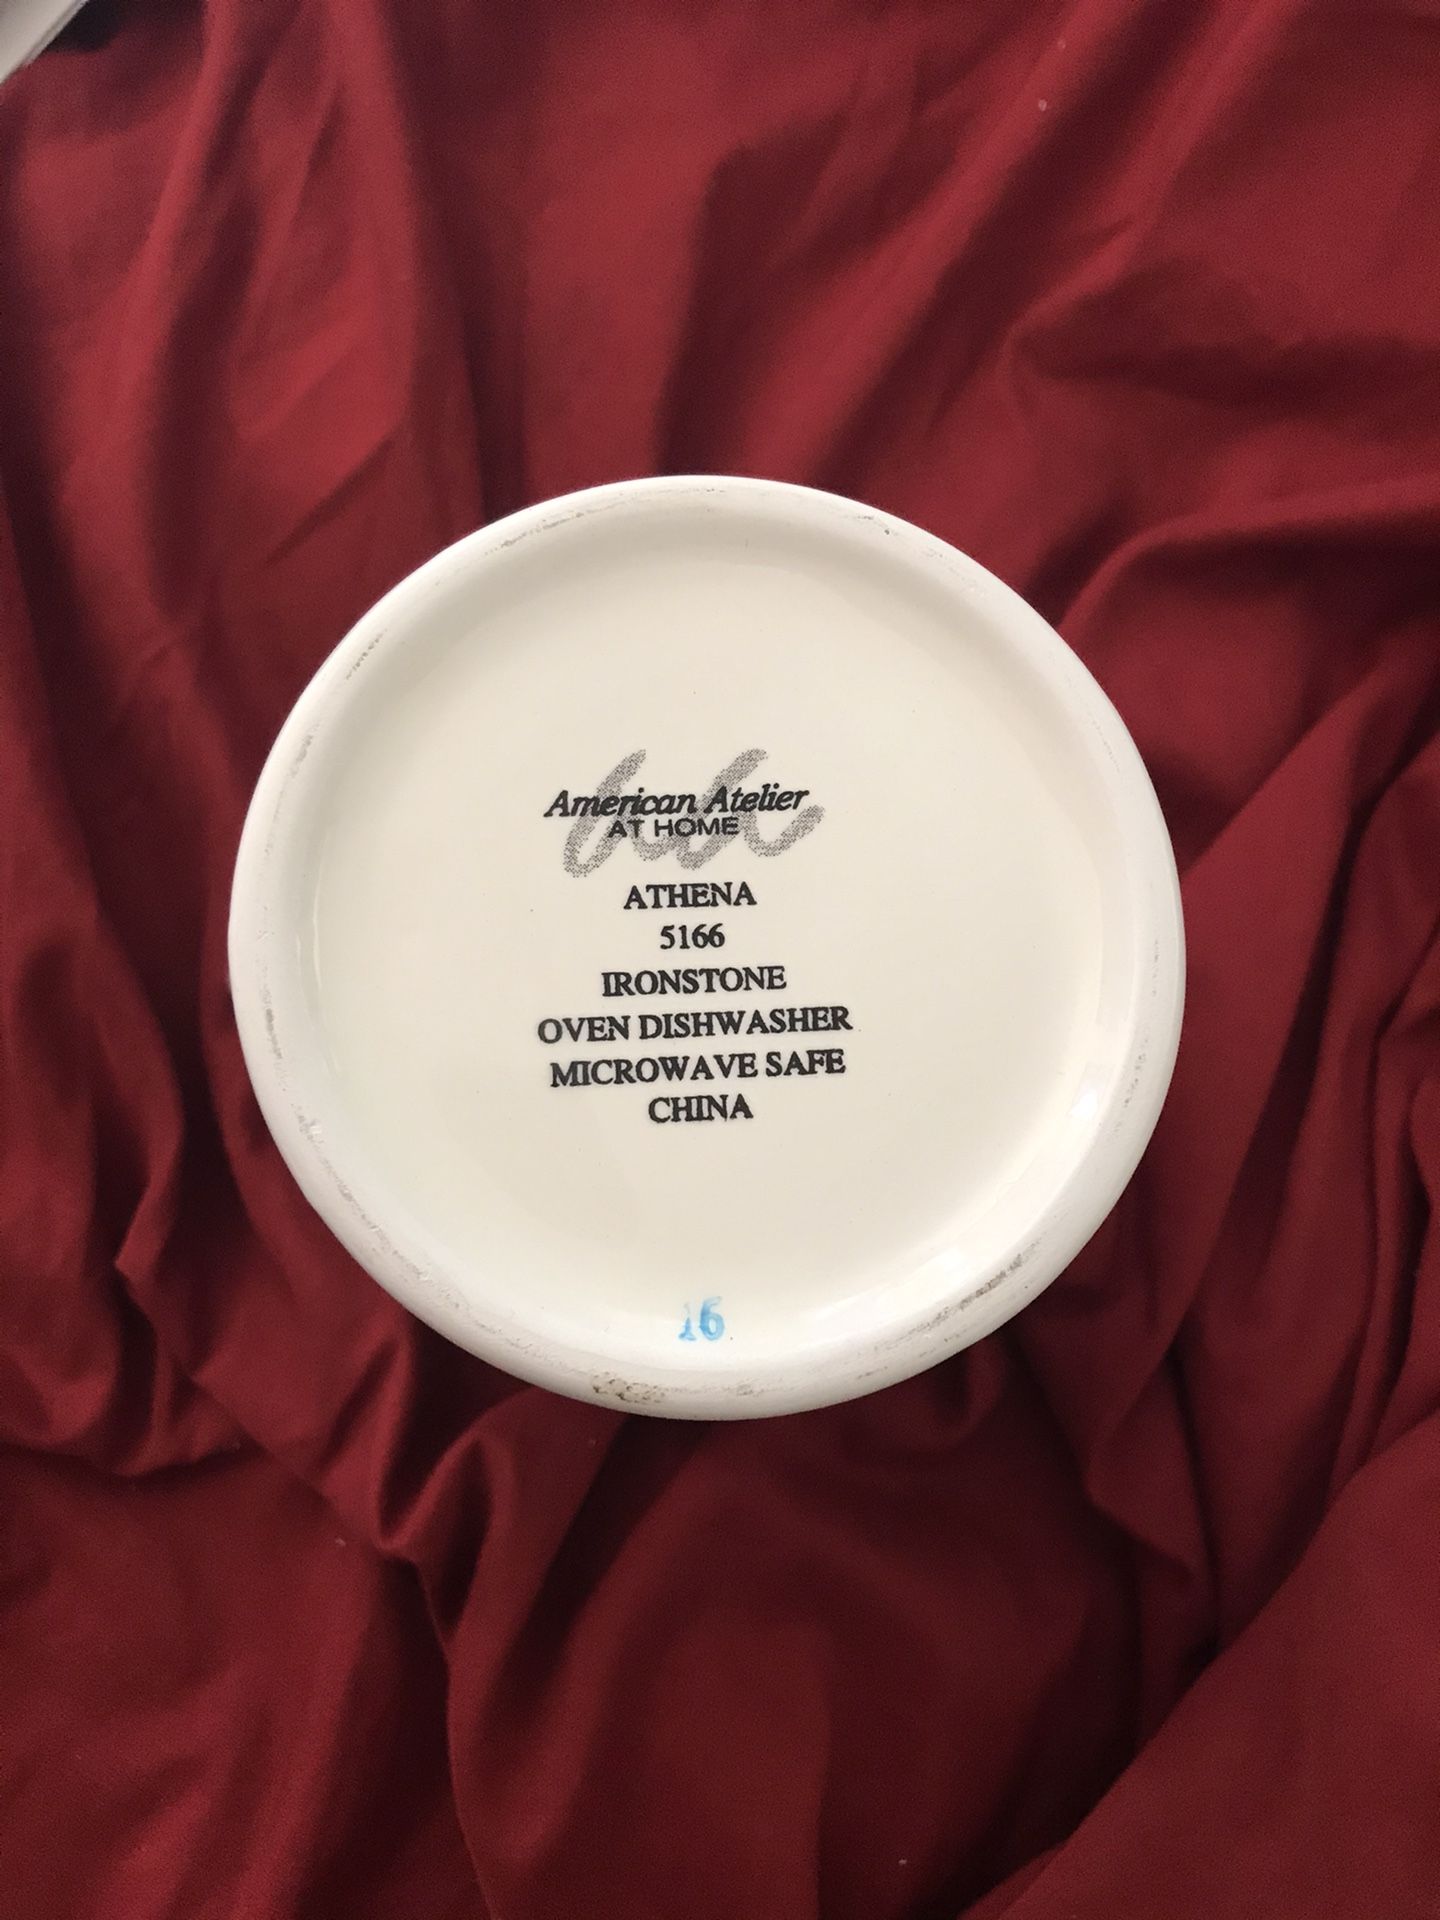 American Atelier
AT HOME
ATHENA
5166
IRONSTONE
OVEN DISHWASHER
MICROWAVE SAFE
CHINA
16